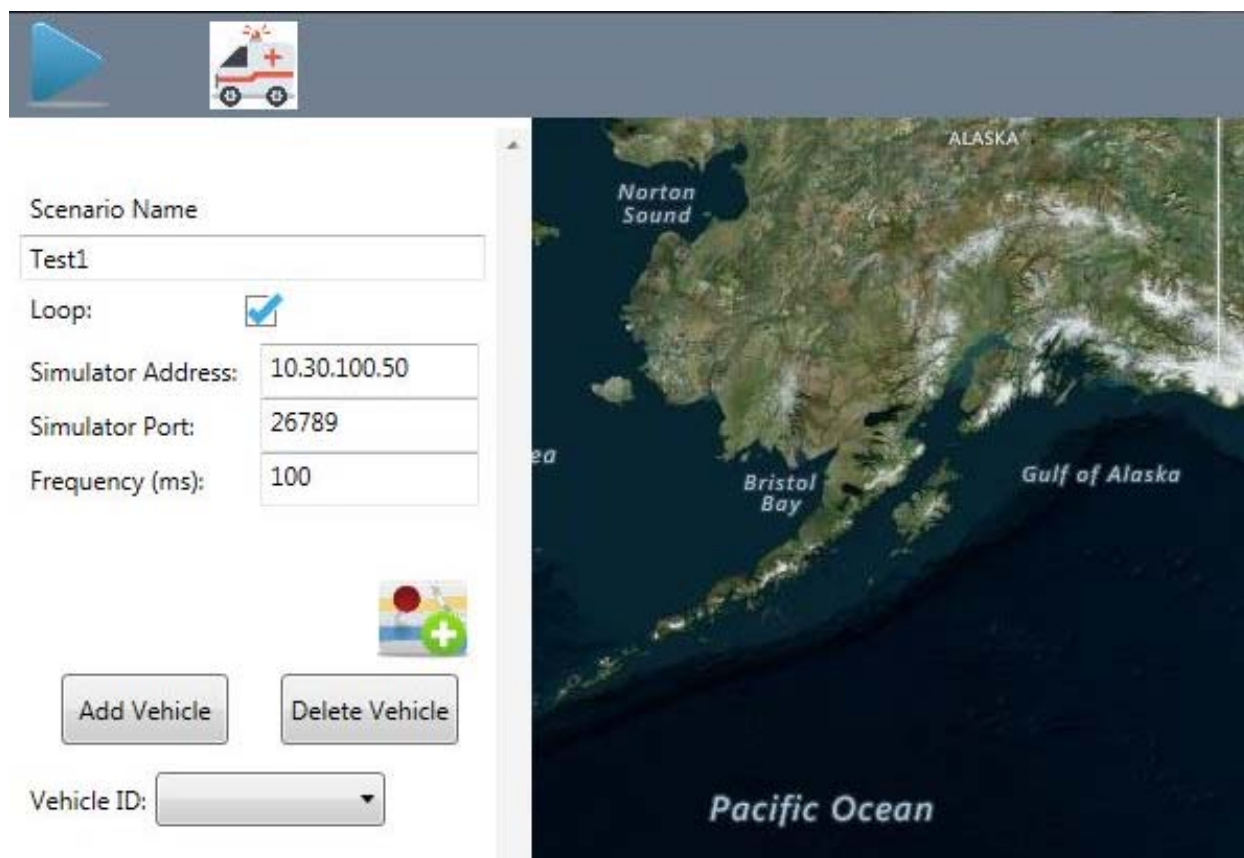 Scenario Name
Test1
Loop:
Simulator Address: 10.30.100.50
Simulator Port: 26789
Frequency (ms): 100
Add Vehicle Delete Vehicle
Vehicle ID:
ALASKA
Norton
Sound
ea
Bristol
Bay
Gulf of Alaska
Pacific Ocean